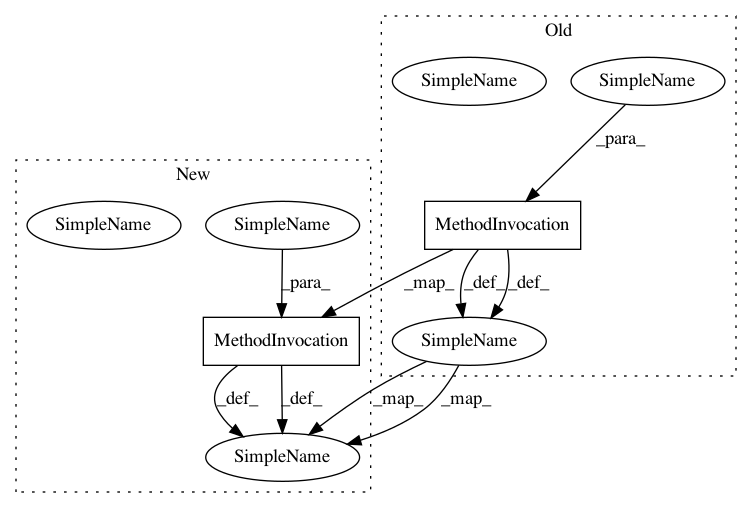 Old
SimpleName SimpleName
_para_
New
SimpleName SimpleName
MethodInvocation
_para_ _map_ _def_ _def_
MethodInvocation
SimpleName
_def_ _def_ _map_ _map_
SimpleName